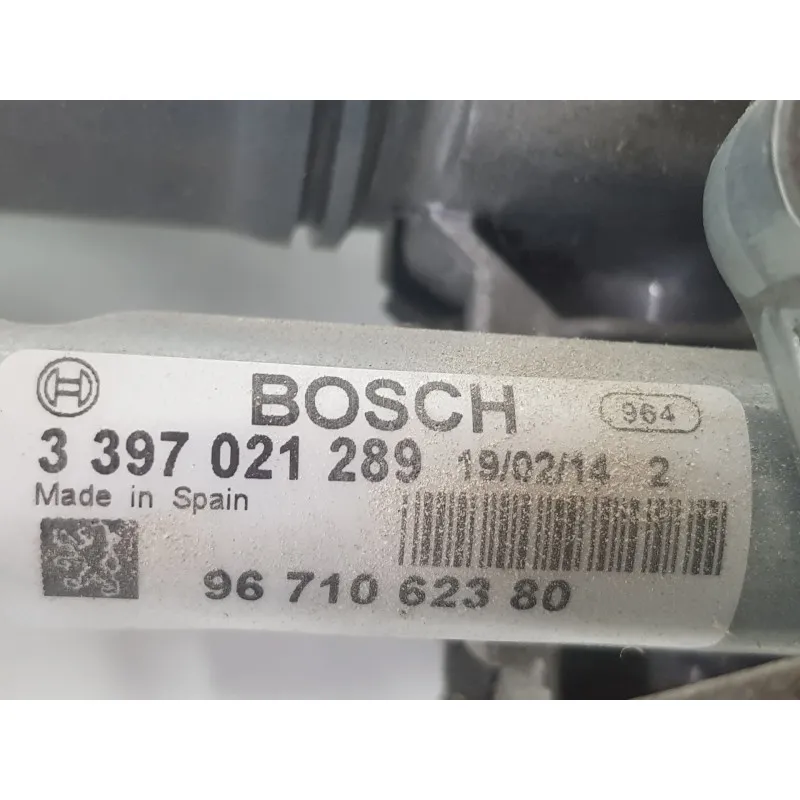 BOSCH 964
3 397 021 289 19/02/14 2
Made in Spain
96 710 623 80